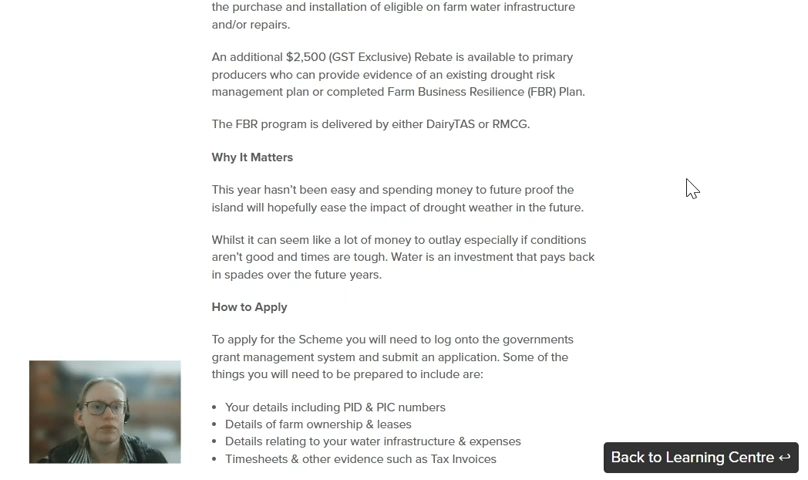 the purchase and installation of eligible on farm water infrastructure
and/or repairs.
An additional $2,500 (GST Exclusive) Rebate is available to primary
producers who can provide evidence of an existing drought risk
management plan or completed Farm Business Resilience (FBR) Plan.
The FBR program is delivered by either DairyTAS or RMCG.
Why It Matters
This year hasn't been easy and spending money to future proof the
island will hopefully ease the impact of drought weather in the future.
Whilst it can seem like a lot of money to outlay especially if conditions
aren't good and times are tough. Water is an investment that pays back
in spades over the future years.
How to Apply
To apply for the Scheme you will need to log onto the governments
grant management system and submit an application. Some of the
things you will need to be prepared to include are:
• Your details including PID & PIC numbers
• Details of farm ownership & leases
• Details relating to your water infrastructure & expenses
• Timesheets & other evidence such as Tax Invoices
Back to Learning Centre ↩